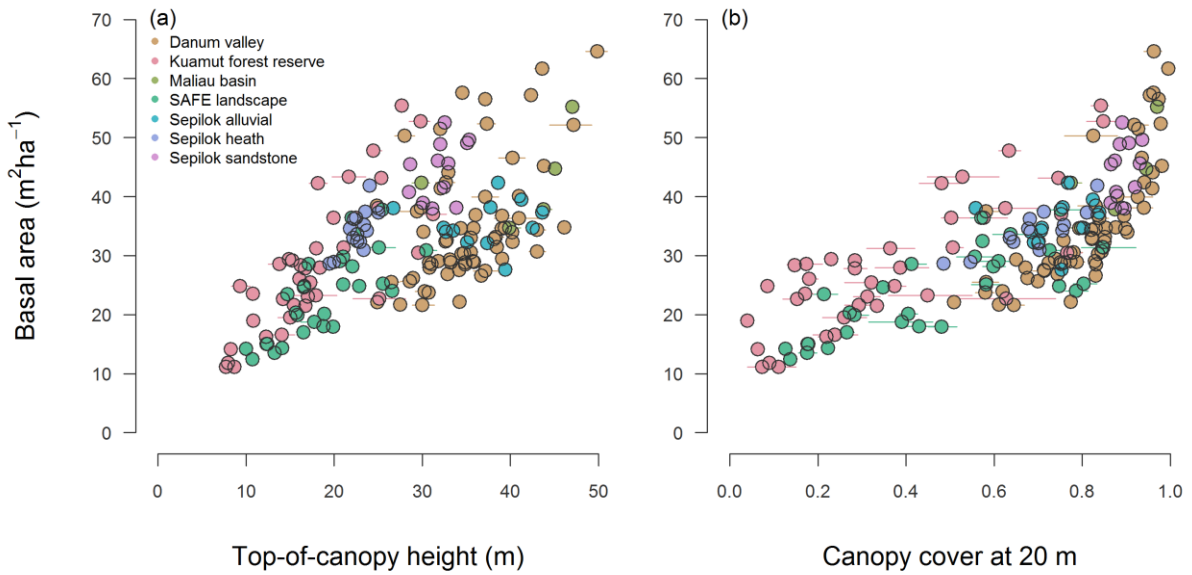 (a)
Danum valley
Kuamut forest reserve
Maliau basin
SAFE landscape
Sepilok alluvial
Sepilok heath
Sepilok sandstone
70
60
50
40
30
20
10
0
Basal area (m²ha⁻¹)
0 10 20 30 40 50
Top-of-canopy height (m)
(b)
70
60
50
40
30
20
10
0
0.0 0.2 0.4 0.6 0.8 1.0
Canopy cover at 20 m